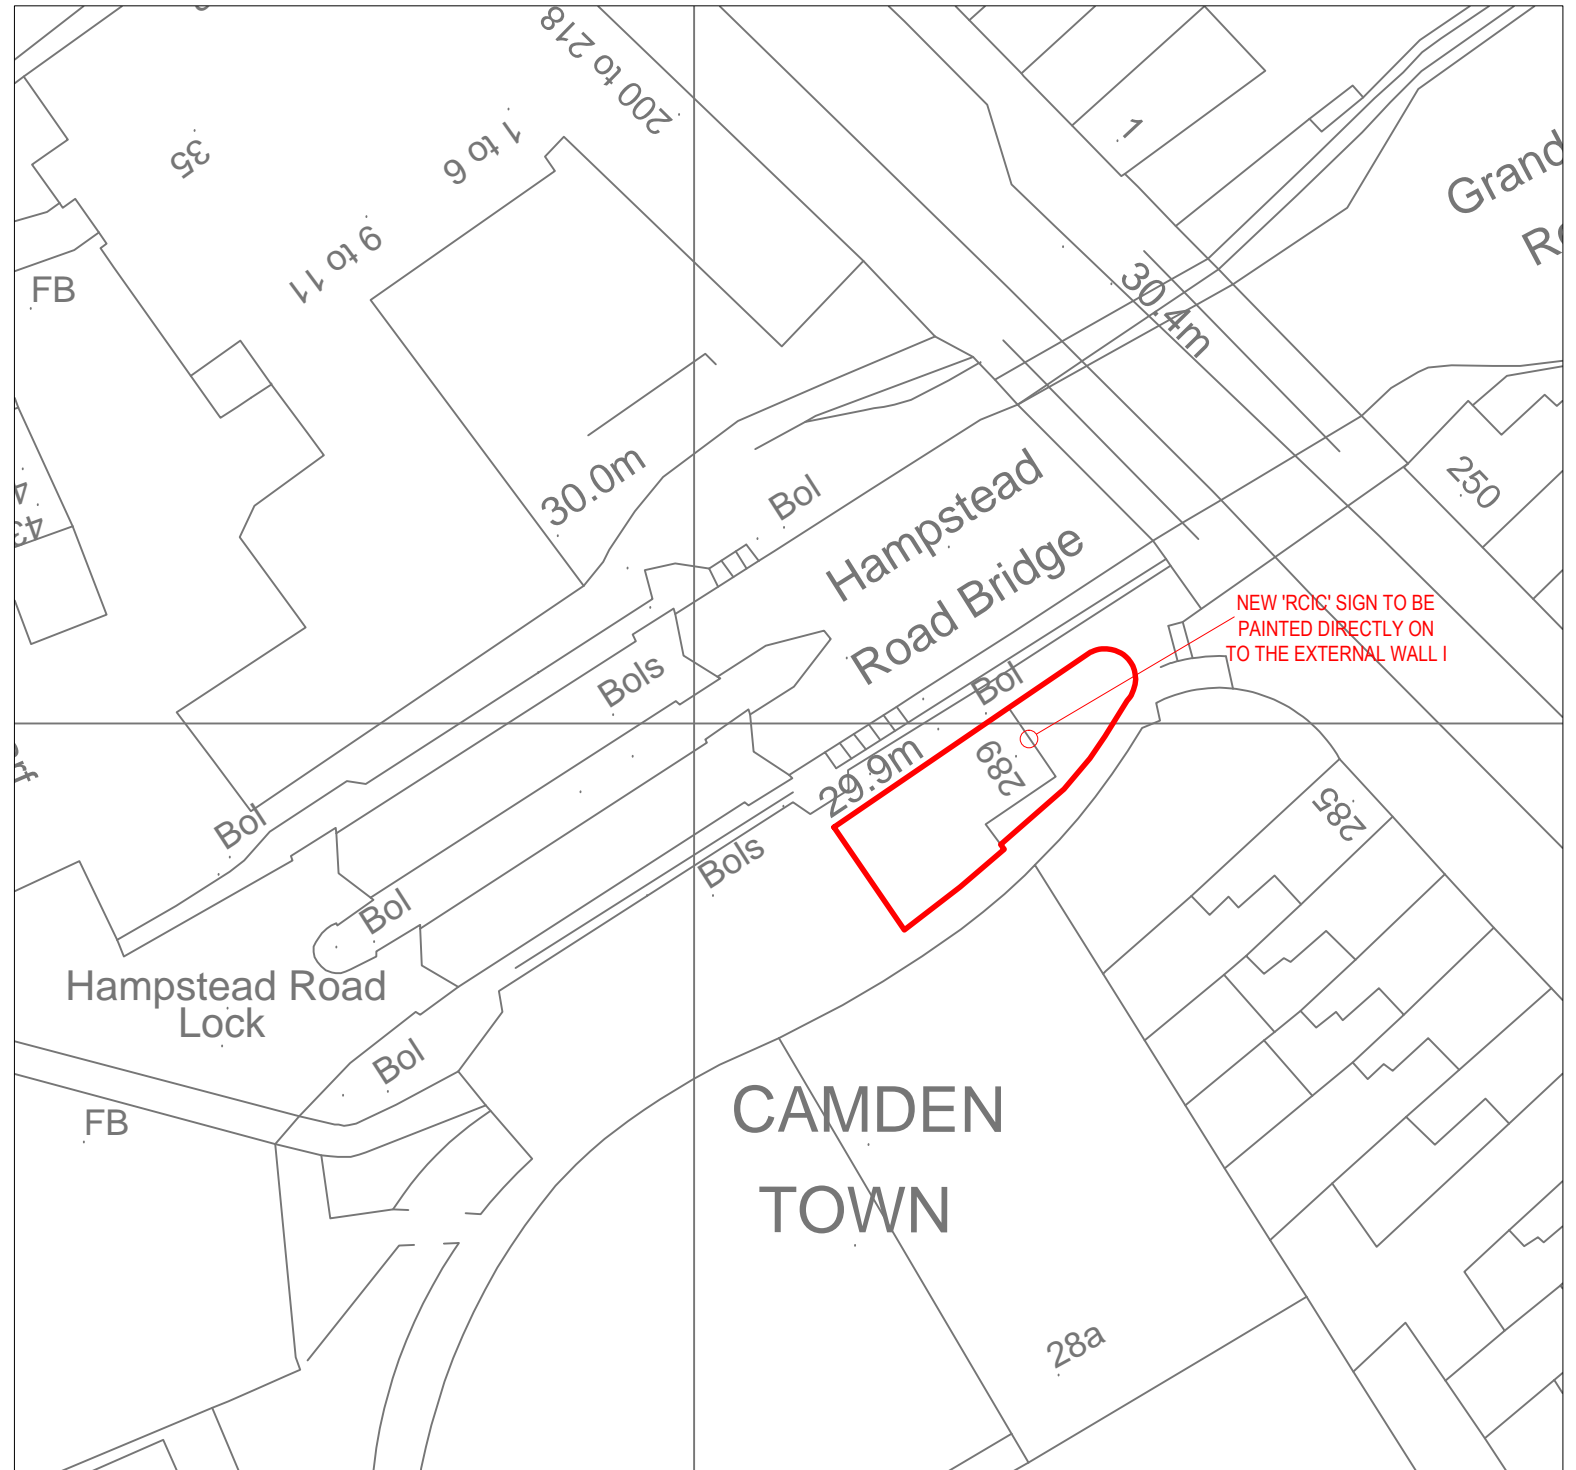 200 to 218
1 to 6
35
9 to 11
FB
1
Grand
30.4m
30.0m
Bol
250
43
Hampstead
Road Bridge
NEW 'RCIC' SIGN TO BE
PAINTED DIRECTLY ON
TO THE EXTERNAL WALL I
Bols
Bol
289
29.9m
285
Bol
Bols
Bol
Hampstead Road
Lock
Bol
FB
CAMDEN
TOWN
28a